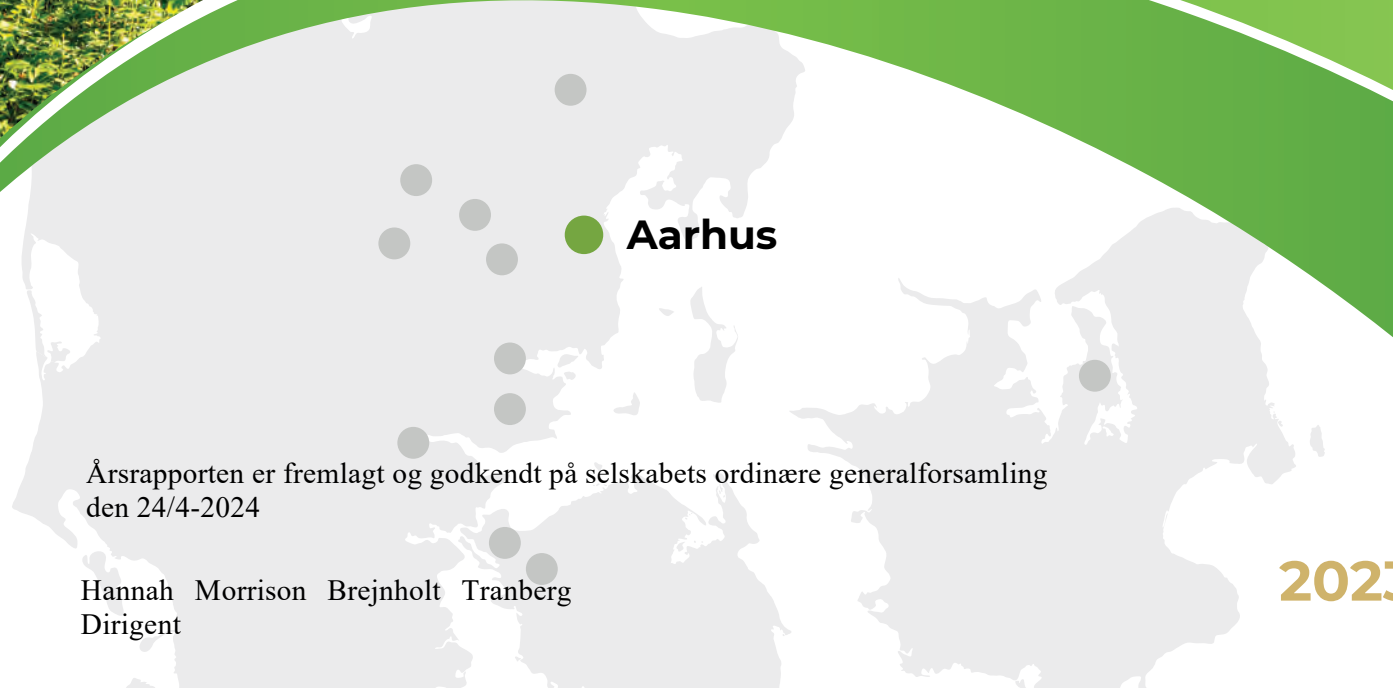 Aarhus
Årsrapporten er fremlagt og godkendt på selskabets ordinære generalforsamling
den 24/4-2024
2023
Hannah Morrison Brejnholt Tranberg
Dirigent